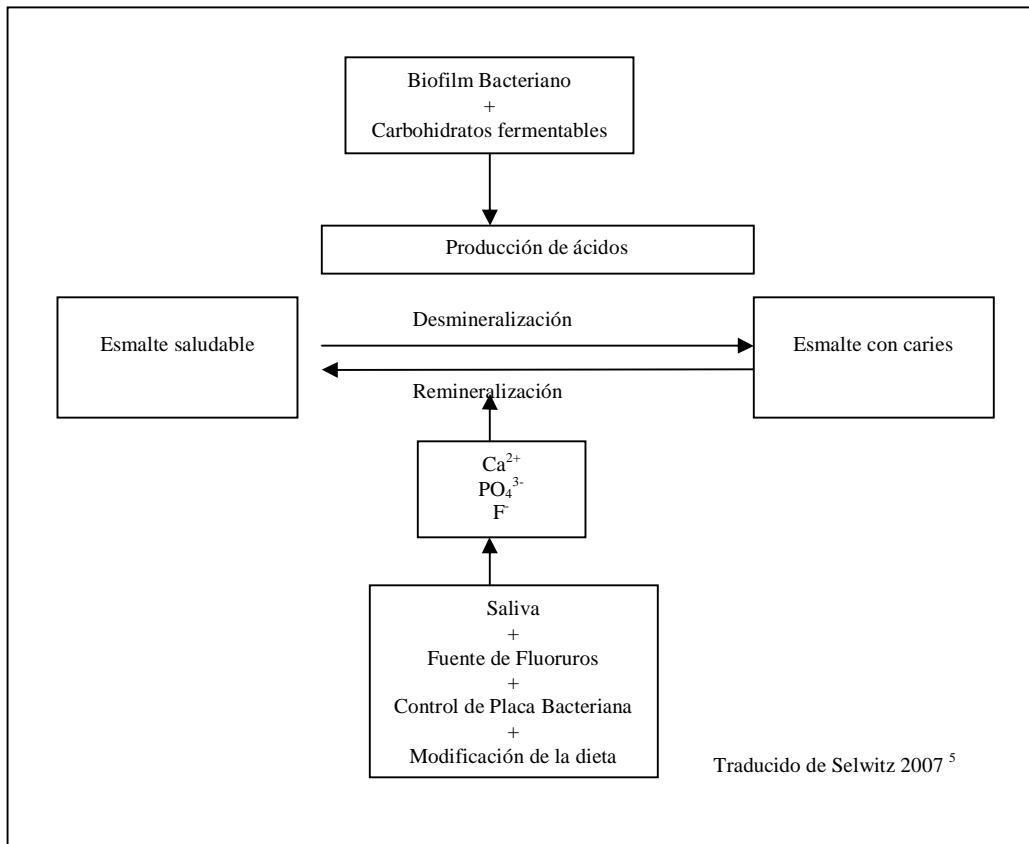 Biofilm Bacteriano
+
Carbohidratos fermentables
Producción de ácidos
Desmineralización
Esmalte saludable
Esmalte con caries
Remineralización
Ca²⁺
PO₄³⁻
F⁻
Saliva
+
Fuente de Fluoruros
+
Control de Placa Bacteriana
+
Modificación de la dieta
Traducido de Selwitz 2007 ⁵